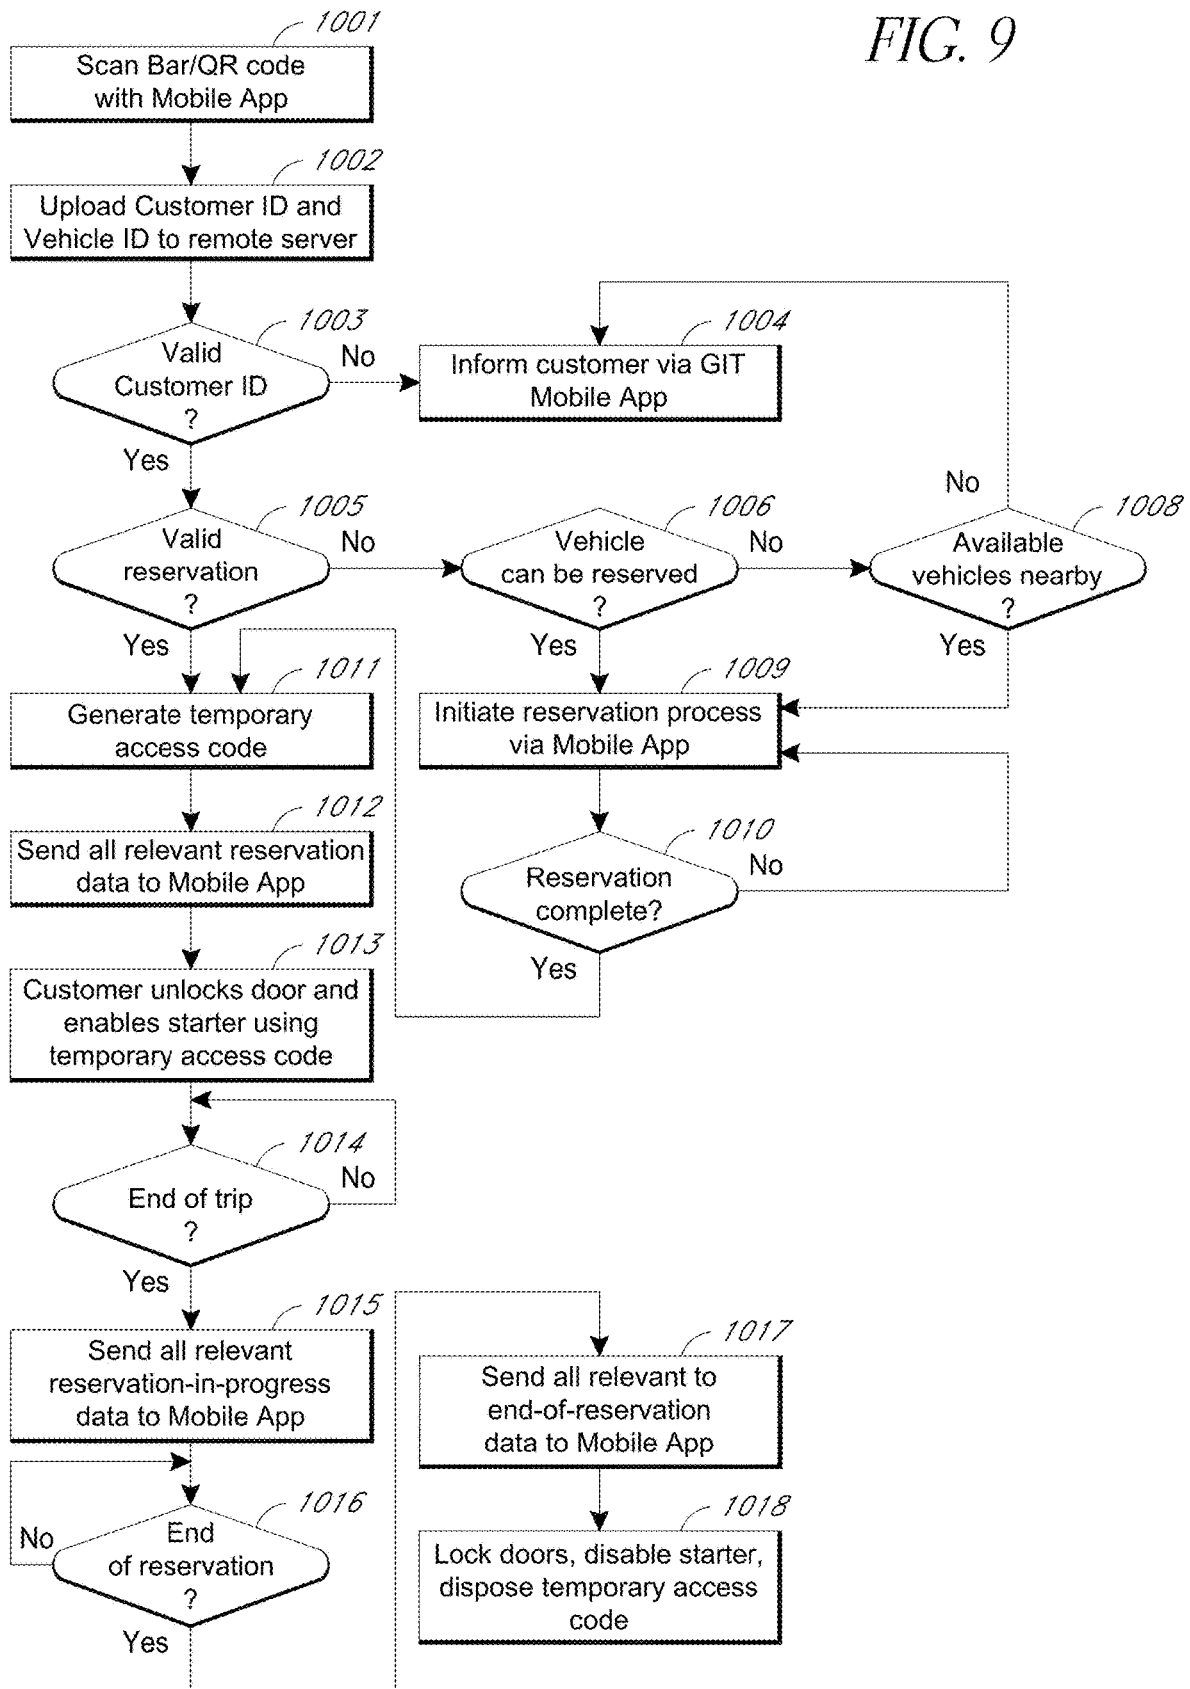 FIG. 9
1001
Scan Bar/QR code
with Mobile App
1002
Upload Customer ID and
Vehicle ID to remote server
1003
Valid
Customer ID
?
No
Yes
1004
Inform customer via GIT
Mobile App
1005
Valid
reservation
?
No
Yes
1006
Vehicle
can be reserved
?
No
Yes
1008
Available
vehicles nearby
?
No
Yes
1009
Initiate reservation process
via Mobile App
1010
Reservation
complete?
No
Yes
1011
Generate temporary
access code
1012
Send all relevant reservation
data to Mobile App
1013
Customer unlocks door and
enables starter using
temporary access code
1014
End of trip
?
No
Yes
1015
Send all relevant
reservation-in-progress
data to Mobile App
1016
End
of reservation
?
No
Yes
1017
Send all relevant to
end-of-reservation
data to Mobile App
1018
Lock doors, disable starter,
dispose temporary access
code